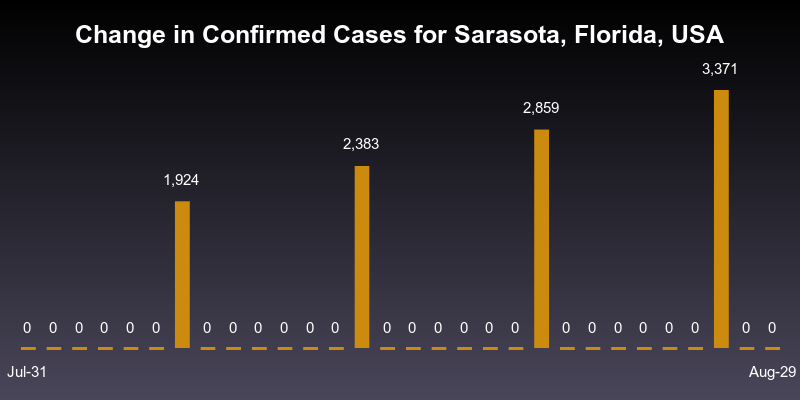 Change in Confirmed Cases for Sarasota, Florida, USA
3,371
2,859
2,383
1,924
0 0 0 0 0 0 0 0 0 0 0 0 0 0 0 0 0 0 0 0 0 0 0 0 0 0
Jul-31 Aug-29